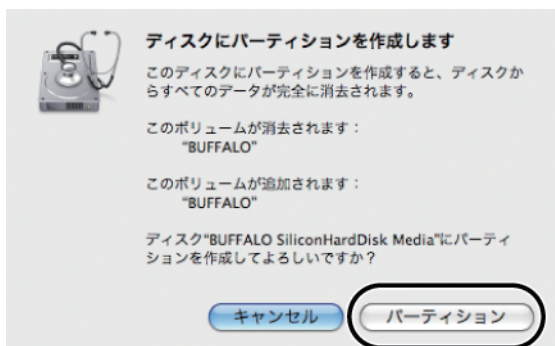 ディスクにパーティションを作成します
このディスクにパーティションを作成すると、ディスクか
らすべてのデータが完全に消去されます。
このボリュームが消去されます：
"BUFFALO"
このボリュームが追加されます：
"BUFFALO"
ディスク"BUFFALO SiliconHardDisk Media"にパーティ
ションを作成してよろしいですか？
キャンセル パーティション